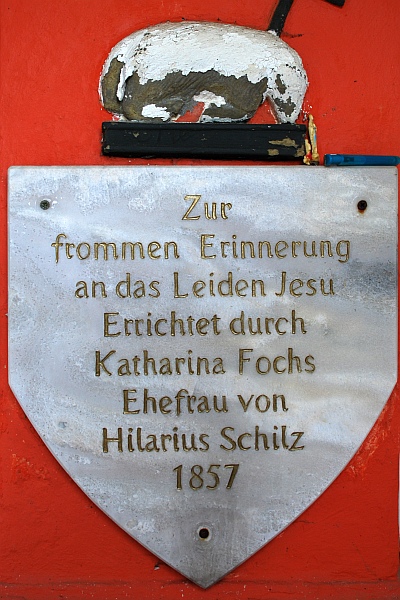 Zur
frommen Erinnerung
an das Leiden Jesu
Errichtet durch
Katharina Fochs
Ehefrau von
Hilarius Schilz
1857